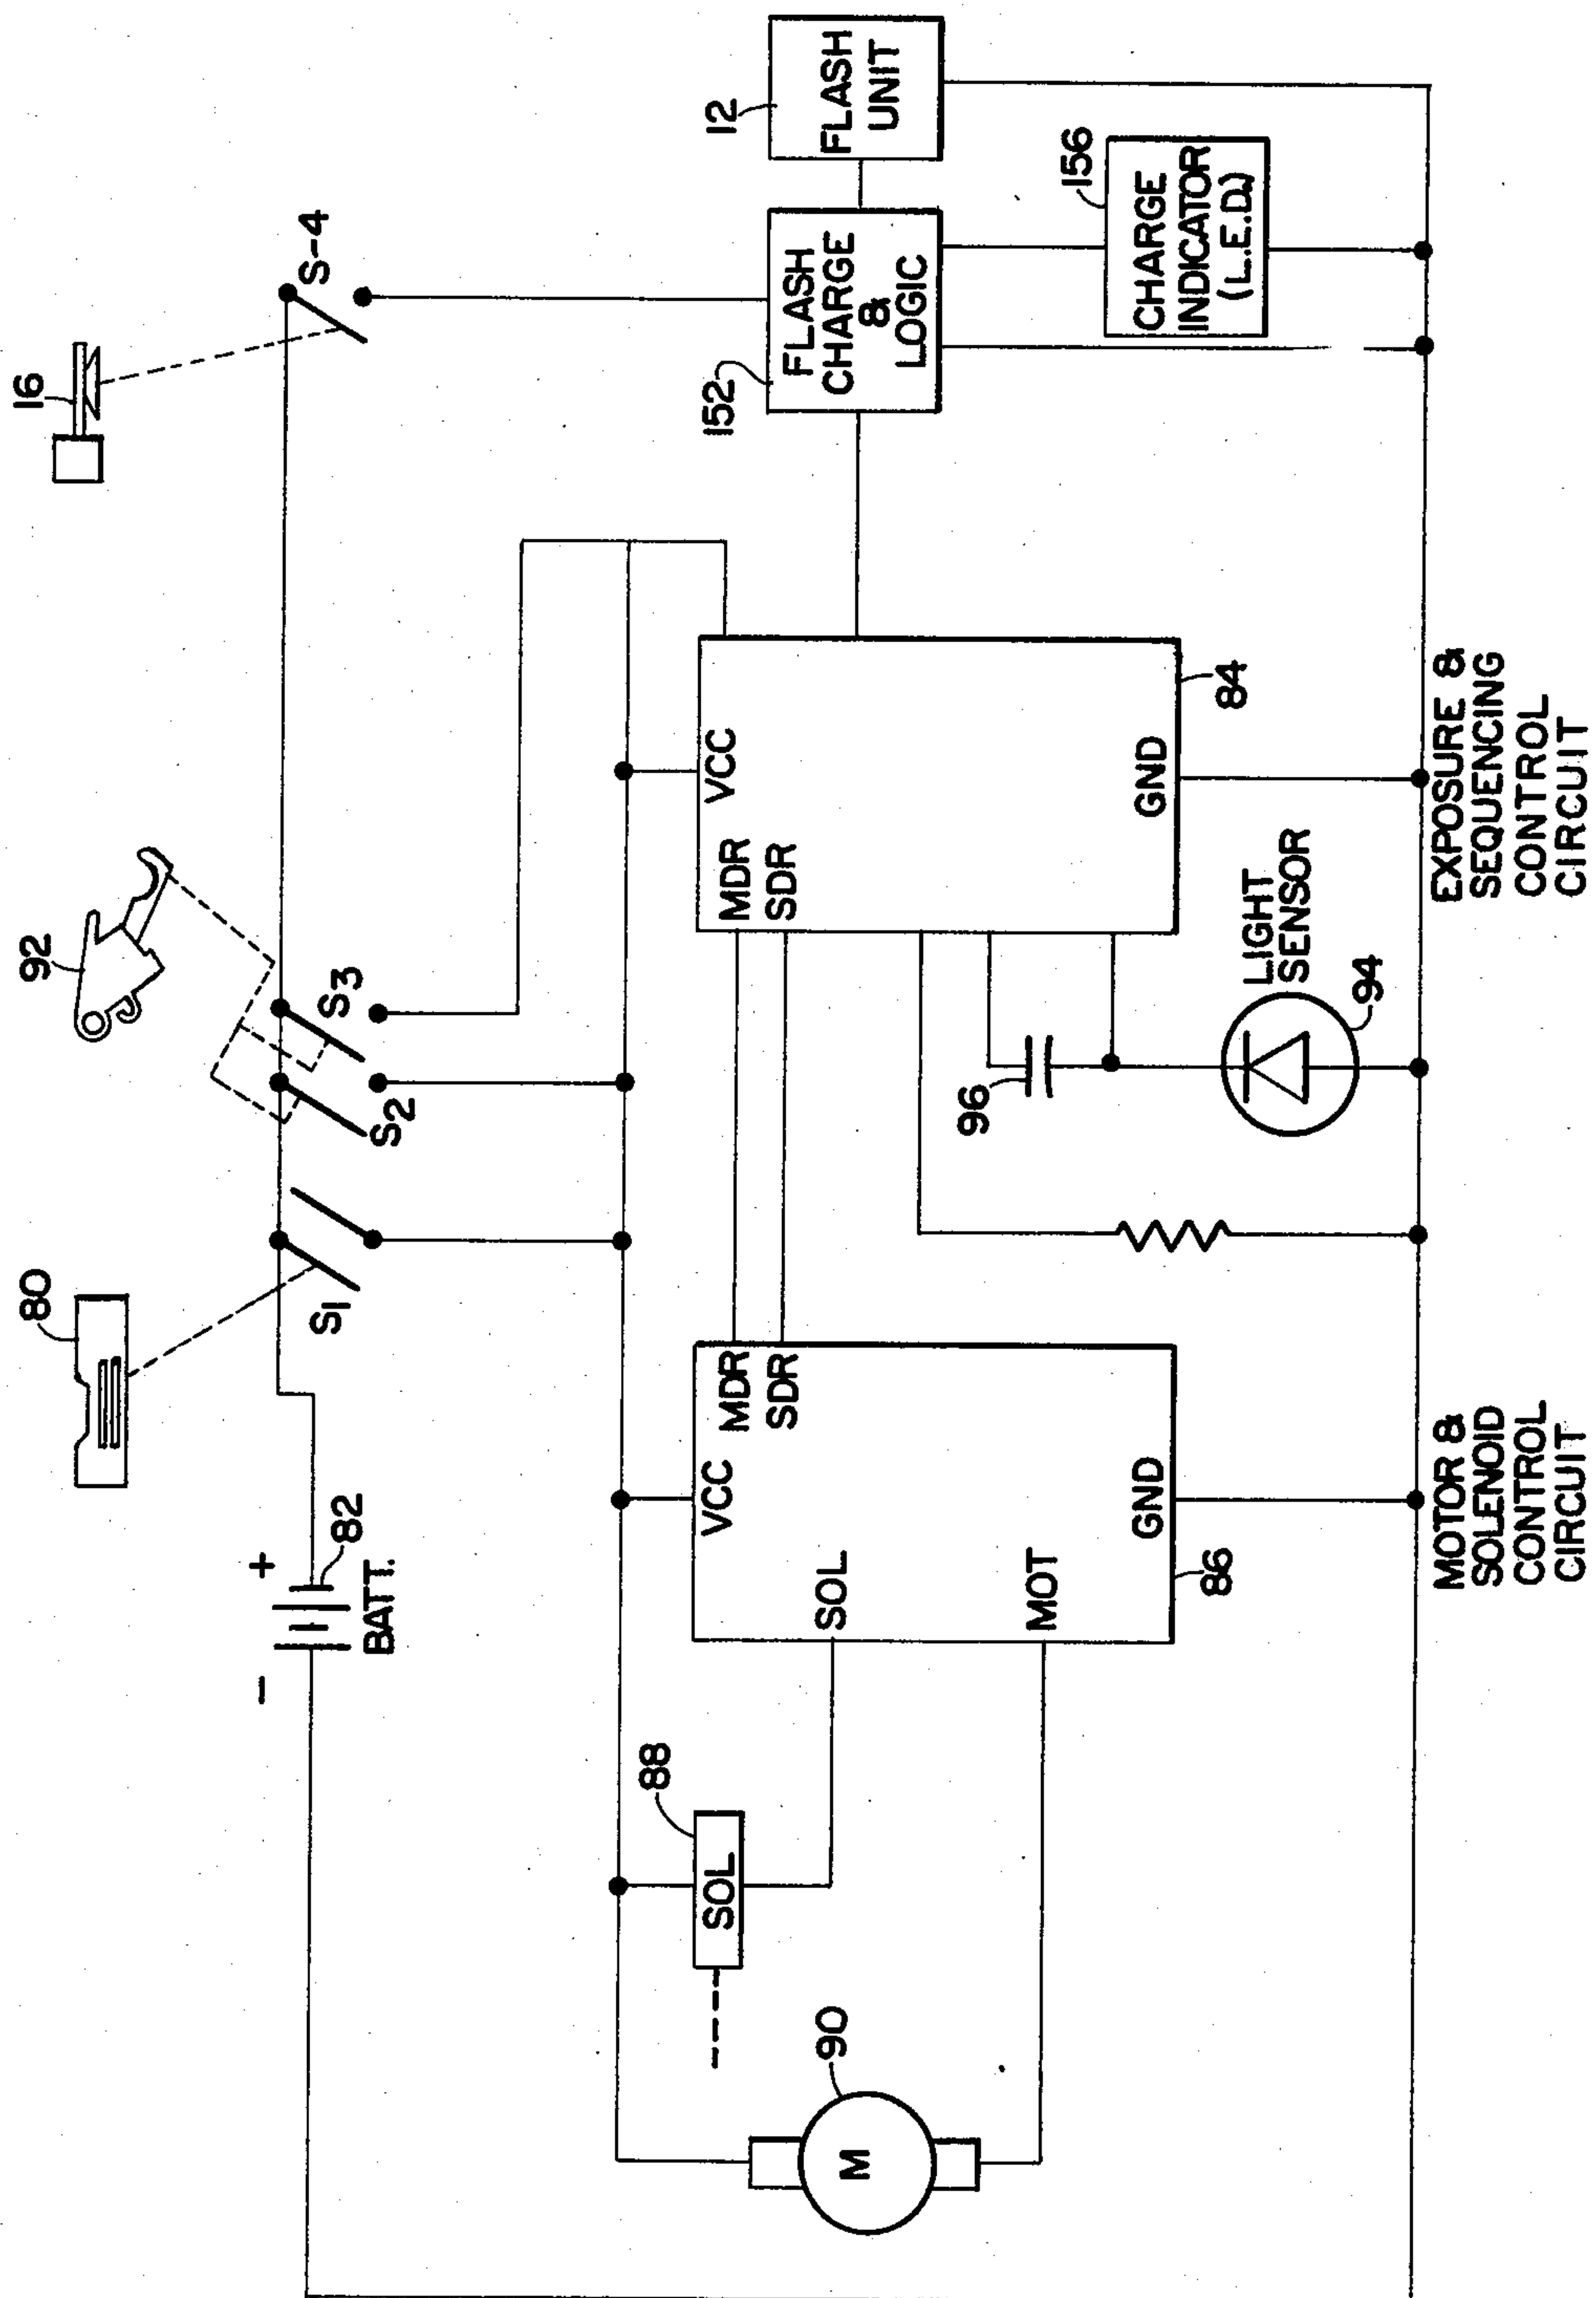 80
92
16
S1
S2
S3
S-4
- +
82
BATT.
88
SOL
90
M
VCC
MDR
SDR
SOL
MOT
GND
86
MOTOR &
SOLENOID
CONTROL
CIRCUIT
VCC
MDR
SDR
GND
84
96
LIGHT
SENSOR
94
EXPOSURE &
SEQUENCING
CONTROL
CIRCUIT
152
FLASH
CHARGE
&
LOGIC
12
FLASH
UNIT
156
CHARGE
INDICATOR
(L.E.D.)